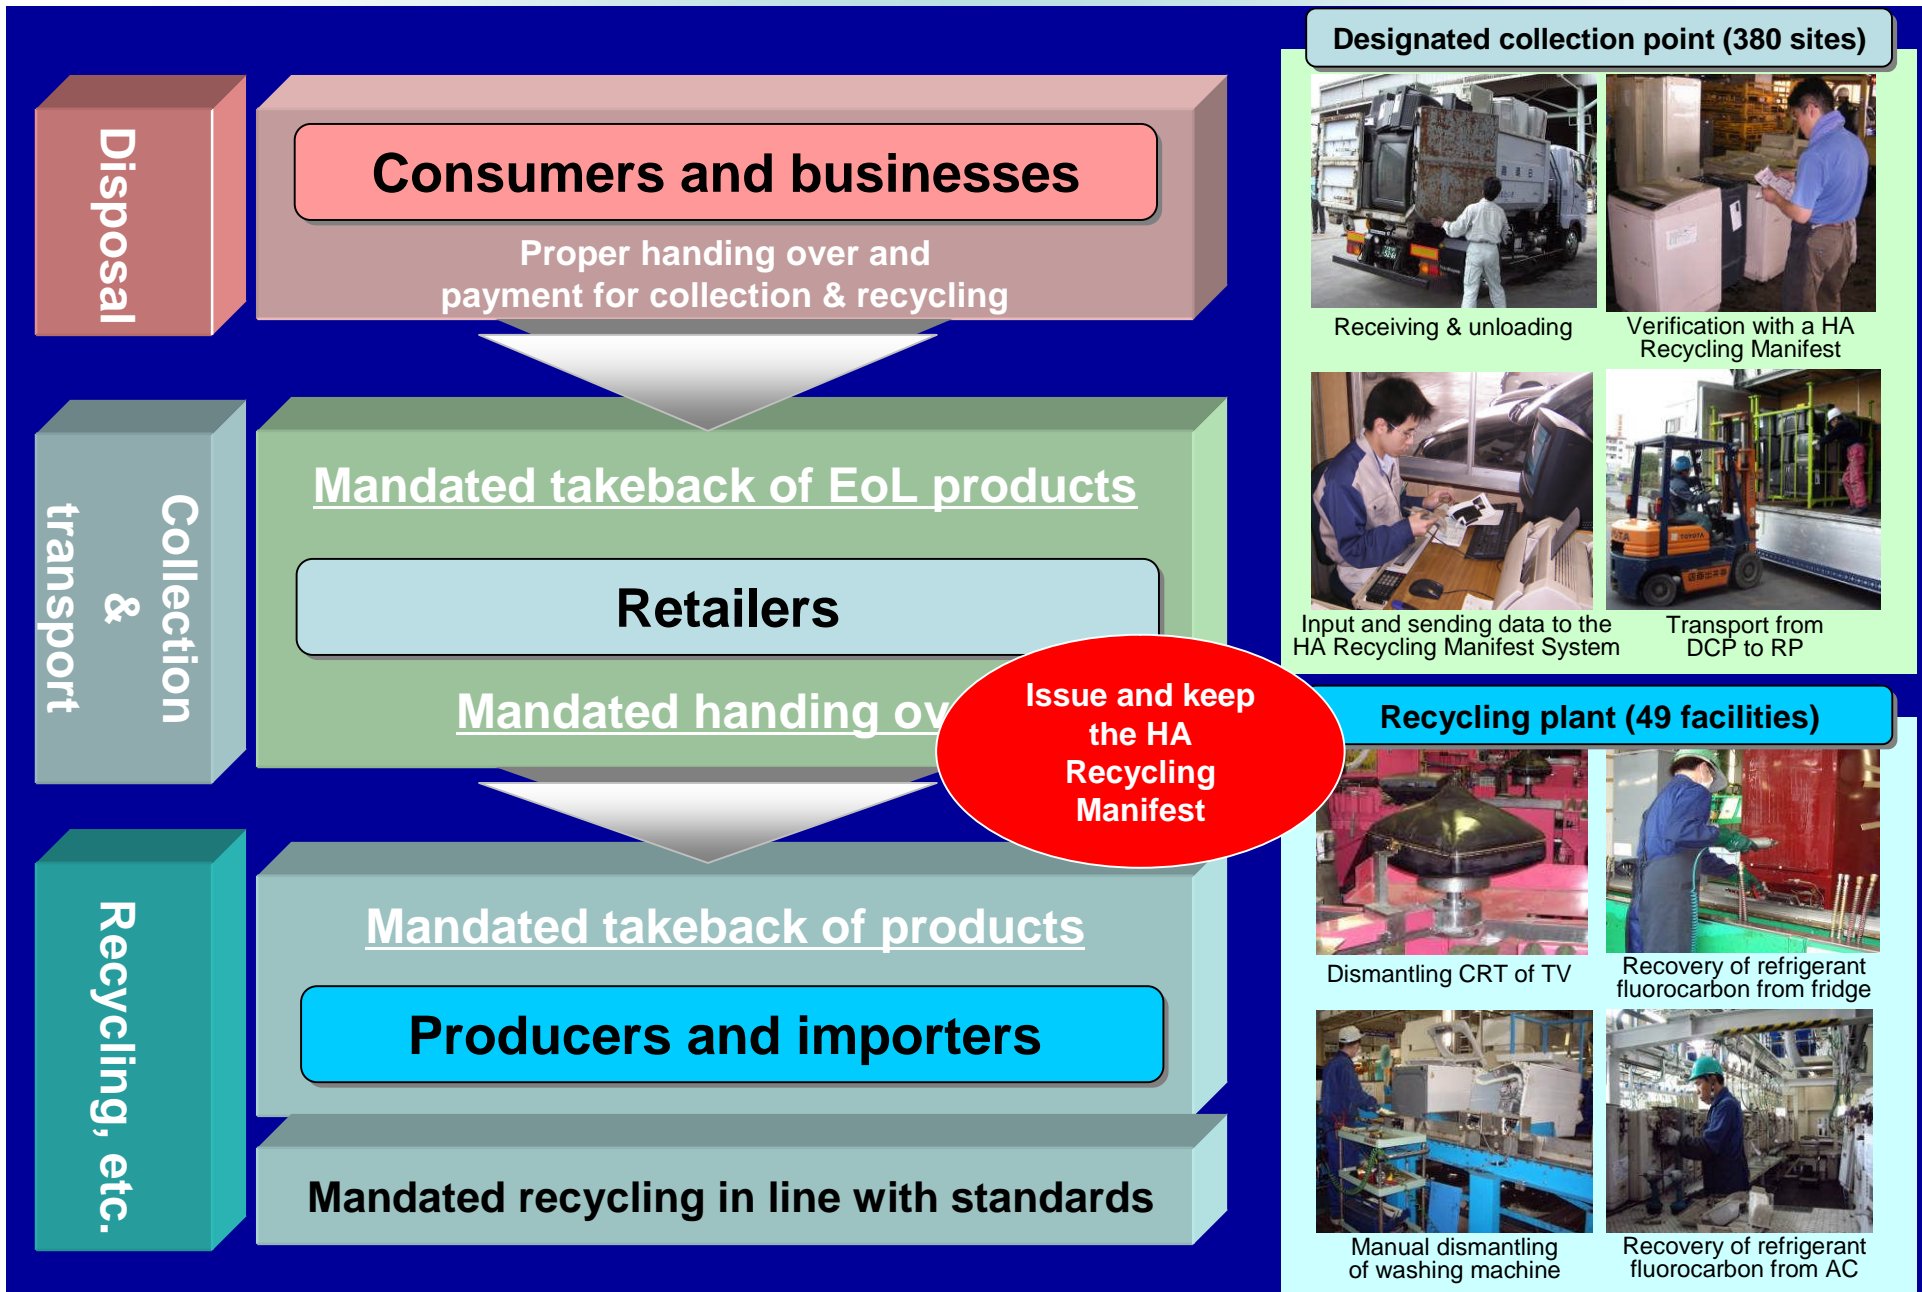 Disposal
Consumers and businesses
Proper handing over and
payment for collection & recycling
Collection
&
transport
Mandated takeback of EoL products
Retailers
Mandated handing ov
Issue and keep
the HA
Recycling
Manifest
Recycling, etc.
Mandated takeback of products
Producers and importers
Mandated recycling in line with standards
Designated collection point (380 sites)
Receiving & unloading
Verification with a HA
Recycling Manifest
Input and sending data to the
HA Recycling Manifest System
Transport from
DCP to RP
TOYOTA
Recycling plant (49 facilities)
Dismantling CRT of TV
Recovery of refrigerant
fluorocarbon from fridge
Manual dismantling
of washing machine
Recovery of refrigerant
fluorocarbon from AC